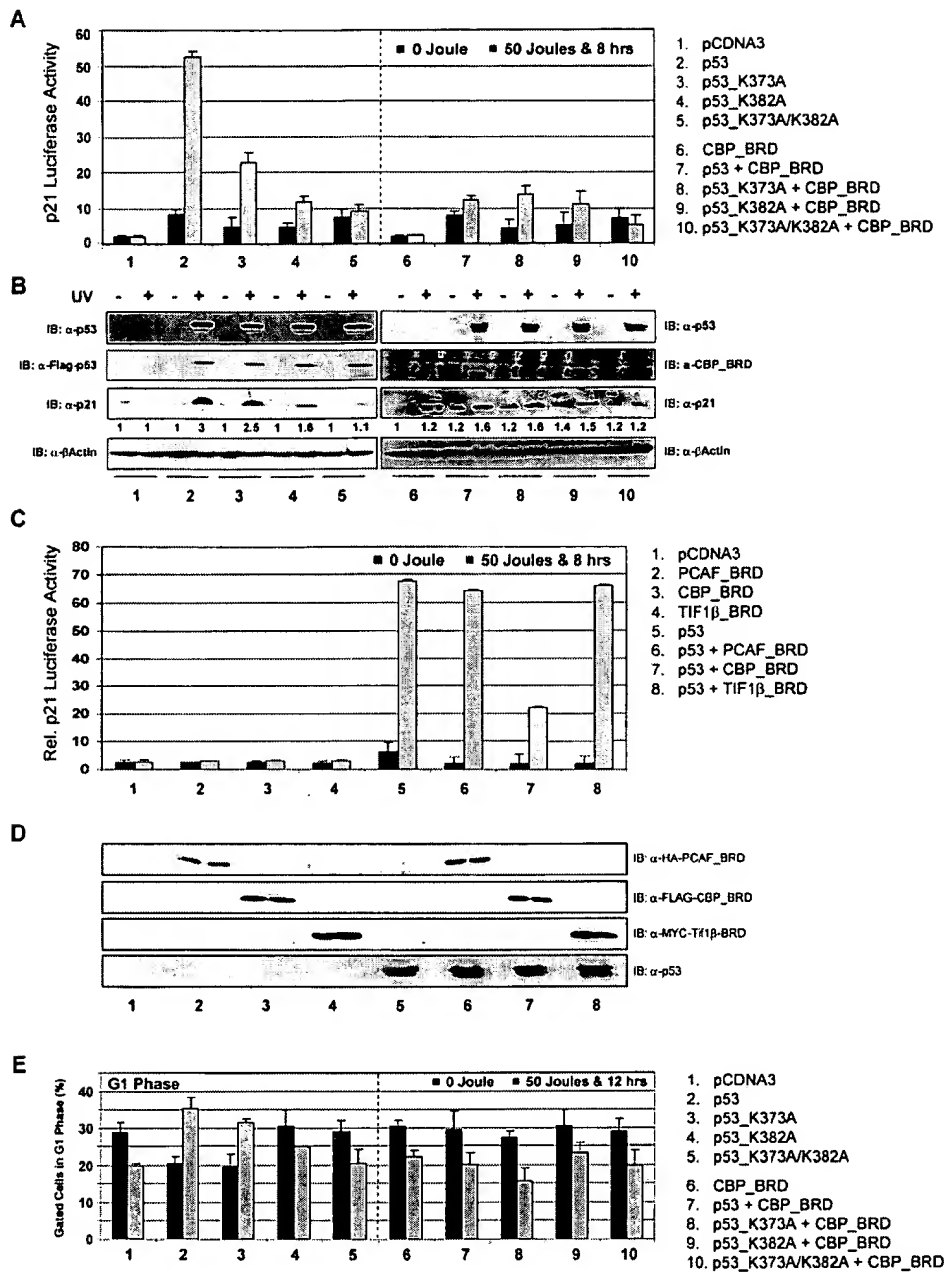 A
p21 Luciferase Activity
60
50
40
30
20
10
0
■ 0 Joule ■ 50 Joules & 8 hrs
1 2 3 4 5 6 7 8 9 10
1. pCDNA3
2. p53
3. p53_K373A
4. p53_K382A
5. p53_K373A/K382A
6. CBP_BRD
7. p53 + CBP_BRD
8. p53_K373A + CBP_BRD
9. p53_K382A + CBP_BRD
10. p53_K373A/K382A + CBP_BRD
B
UV - + - + - + - + - + - + - + - + - + - +
IB: α-p53 IB: α-p53
IB: α-Flag-p53 IB: a-CBP_BRD
IB: α-p21 IB: α-p21
1 1 1 3 1 2.5 1 1.6 1 1.1 1 1.2 1.2 1.6 1.2 1.6 1.4 1.5 1.2 1.2
IB: α-βActin IB: α-βActin
1 2 3 4 5 6 7 8 9 10
C
Rel. p21 Luciferase Activity
80
70
60
50
40
30
20
10
0
■ 0 Joule ■ 50 Joules & 8 hrs
1 2 3 4 5 6 7 8
1. pCDNA3
2. PCAF_BRD
3. CBP_BRD
4. TIF1β_BRD
5. p53
6. p53 + PCAF_BRD
7. p53 + CBP_BRD
8. p53 + TIF1β_BRD
D
IB: α-HA-PCAF_BRD
IB: α-FLAG-CBP_BRD
IB: α-MYC-Tif1β-BRD
IB: α-p53
1 2 3 4 5 6 7 8
E
Gated Cells in G1 Phase (%)
40
30
20
10
0
G1 Phase
■ 0 Joule ■ 50 Joules & 12 hrs
1 2 3 4 5 6 7 8 9 10
1. pCDNA3
2. p53
3. p53_K373A
4. p53_K382A
5. p53_K373A/K382A
6. CBP_BRD
7. p53 + CBP_BRD
8. p53_K373A + CBP_BRD
9. p53_K382A + CBP_BRD
10. p53_K373A/K382A + CBP_BRD